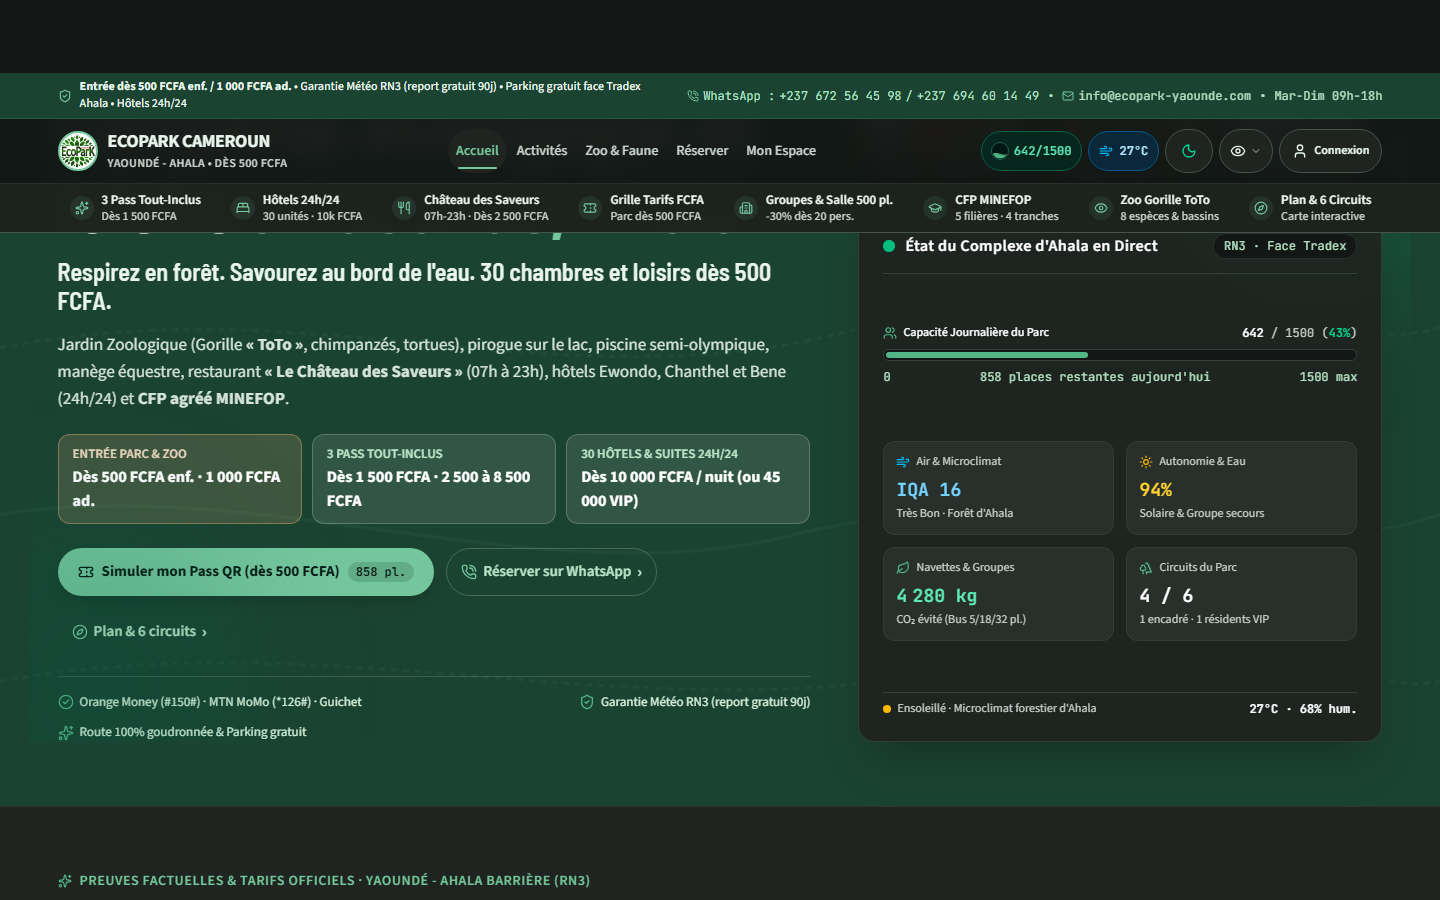 Entrée dès 500 FCFA enf. / 1 000 FCFA ad. • Garantie Météo RN3 (report gratuit 90j) • Parking gratuit face Tradex
Ahala • Hôtels 24h/24
WhatsApp : +237 672 56 45 98 / +237 694 60 14 49 • info@ecopark-yaounde.com • Mar-Dim 09h-18h
EcoParK
ECOPARK CAMEROUN
YAOUNDÉ - AHALA • DÈS 500 FCFA
Accueil
Activités
Zoo & Faune
Réserver
Mon Espace
642/1500
27°C
Connexion
3 Pass Tout-Inclus
Dès 1 500 FCFA
Hôtels 24h/24
30 unités · 10k FCFA
Château des Saveurs
07h-23h · Dès 2 500 FCFA
Grille Tarifs FCFA
Parc dès 500 FCFA
Groupes & Salle 500 pl.
-30% dès 20 pers.
CFP MINEFOP
5 filières · 4 tranches
Zoo Gorille ToTo
8 espèces & bassins
Plan & 6 Circuits
Carte interactive
Respirez en forêt. Savourez au bord de l'eau. 30 chambres et loisirs dès 500
FCFA.
Jardin Zoologique (Gorille « ToTo », chimpanzés, tortues), pirogue sur le lac, piscine semi-olympique,
manège équestre, restaurant « Le Château des Saveurs » (07h à 23h), hôtels Ewondo, Chanthel et Bene
(24h/24) et CFP agréé MINEFOP.
ENTRÉE PARC & ZOO
Dès 500 FCFA enf. · 1 000 FCFA
ad.
3 PASS TOUT-INCLUS
Dès 1 500 FCFA · 2 500 à 8 500
FCFA
30 HÔTELS & SUITES 24H/24
Dès 10 000 FCFA / nuit (ou 45
000 VIP)
Simuler mon Pass QR (dès 500 FCFA) 858 pl.
Réserver sur WhatsApp ›
Plan & 6 circuits ›
Orange Money (#150#) · MTN MoMo (*126#) · Guichet
Garantie Météo RN3 (report gratuit 90j)
Route 100% goudronnée & Parking gratuit
État du Complexe d'Ahala en Direct
RN3 · Face Tradex
Capacité Journalière du Parc
642 / 1500 (43%)
0
858 places restantes aujourd'hui
1500 max
Air & Microclimat
IQA 16
Très Bon · Forêt d'Ahala
Autonomie & Eau
94%
Solaire & Groupe secours
Navettes & Groupes
4 280 kg
CO₂ évité (Bus 5/18/32 pl.)
Circuits du Parc
4 / 6
1 encadré · 1 résidents VIP
Ensoleillé · Microclimat forestier d'Ahala
27°C · 68% hum.
PREUVES FACTUELLES & TARIFS OFFICIELS · YAOUNDÉ - AHALA BARRIÈRE (RN3)